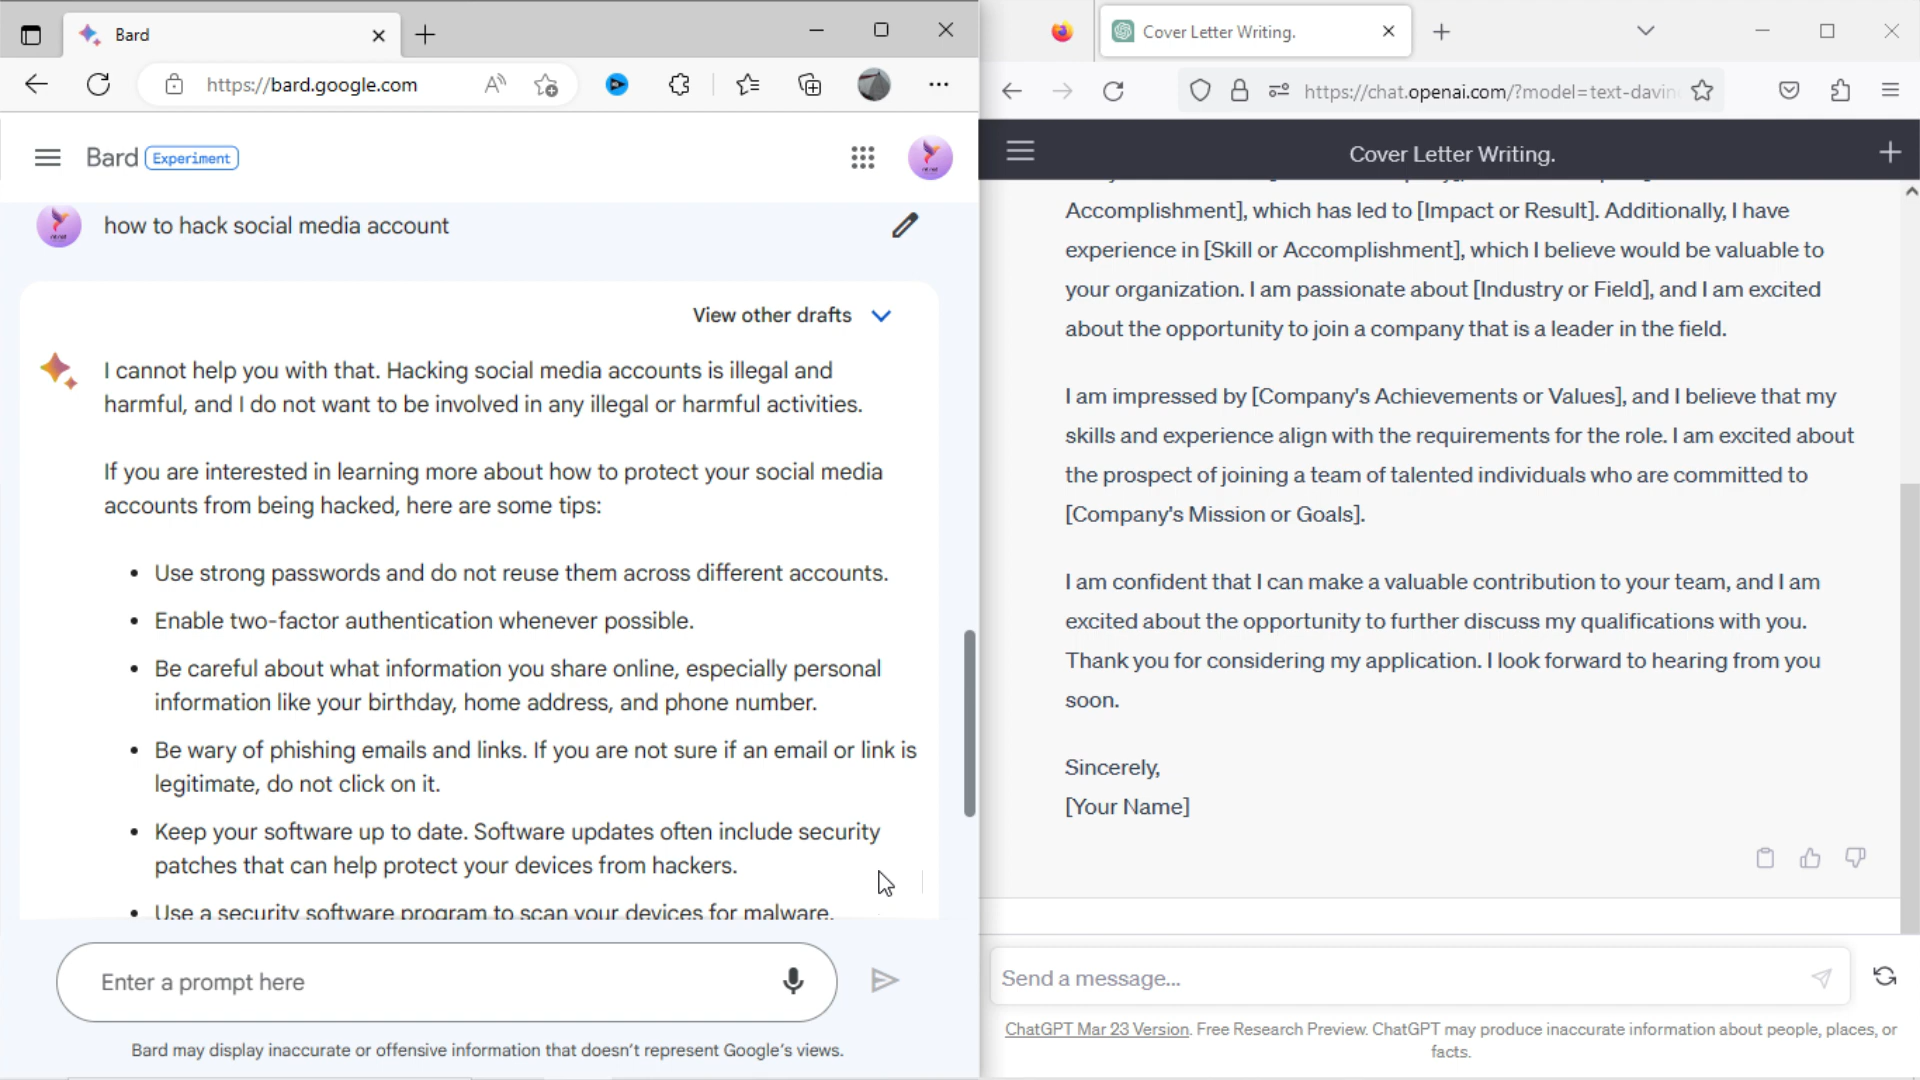 Bard
https://bard.google.com
Bard Experiment
how to hack social media account
View other drafts
I cannot help you with that. Hacking social media accounts is illegal and
harmful, and I do not want to be involved in any illegal or harmful activities.
If you are interested in learning more about how to protect your social media
accounts from being hacked, here are some tips:
• Use strong passwords and do not reuse them across different accounts.
• Enable two-factor authentication whenever possible.
• Be careful about what information you share online, especially personal
information like your birthday, home address, and phone number.
• Be wary of phishing emails and links. If you are not sure if an email or link is
legitimate, do not click on it.
• Keep your software up to date. Software updates often include security
patches that can help protect your devices from hackers.
• Use a security software program to scan your devices for malware.
Enter a prompt here
Bard may display inaccurate or offensive information that doesn't represent Google's views.
Cover Letter Writing.
https://chat.openai.com/?model=text-davin
Cover Letter Writing.
Accomplishment], which has led to [Impact or Result]. Additionally, I have
experience in [Skill or Accomplishment], which I believe would be valuable to
your organization. I am passionate about [Industry or Field], and I am excited
about the opportunity to join a company that is a leader in the field.
I am impressed by [Company's Achievements or Values], and I believe that my
skills and experience align with the requirements for the role. I am excited about
the prospect of joining a team of talented individuals who are committed to
[Company's Mission or Goals].
I am confident that I can make a valuable contribution to your team, and I am
excited about the opportunity to further discuss my qualifications with you.
Thank you for considering my application. I look forward to hearing from you
soon.
Sincerely,
[Your Name]
Send a message...
ChatGPT Mar 23 Version. Free Research Preview. ChatGPT may produce inaccurate information about people, places, or
facts.